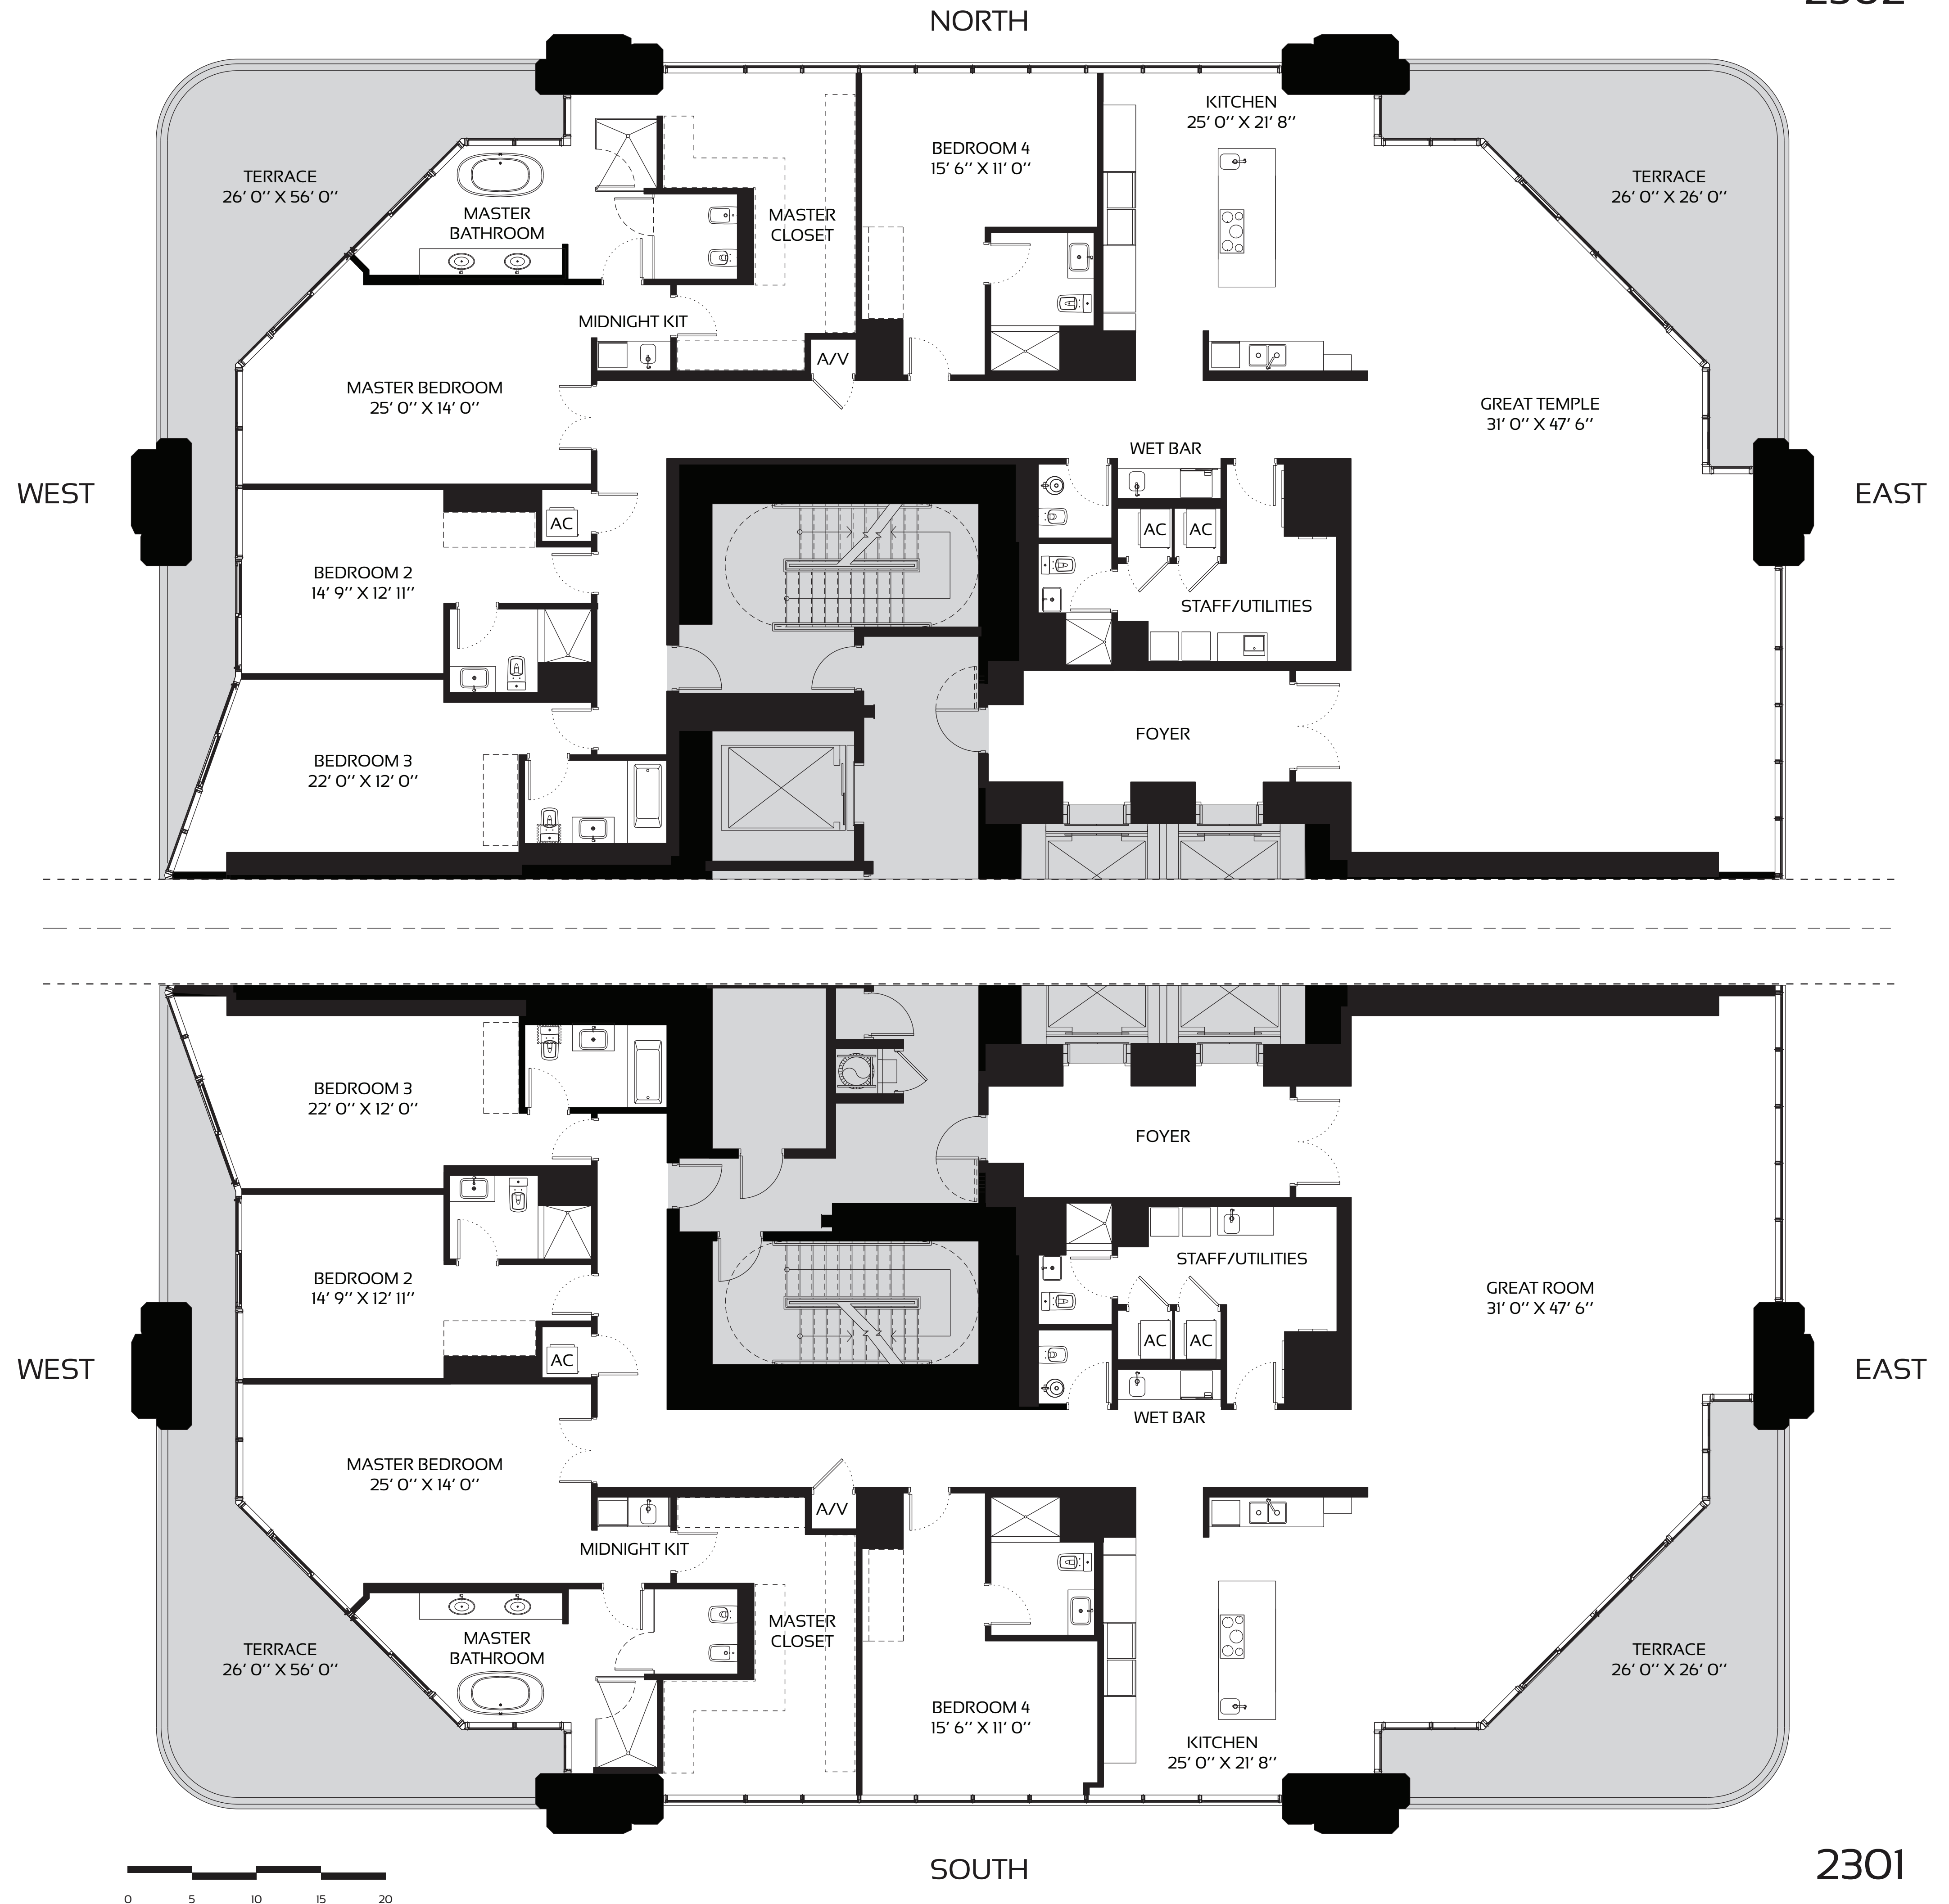 NORTH
KITCHEN
25' 0'' X 21' 8''
BEDROOM 4
15' 6'' X 11' 0''
TERRACE
26' 0'' X 56' 0''
TERRACE
26' 0'' X 26' 0''
MASTER
BATHROOM
MASTER
CLOSET
MIDNIGHT KIT
A/V
MASTER BEDROOM
25' 0'' X 14' 0''
GREAT TEMPLE
31' 0'' X 47' 6''
WET BAR
WEST
EAST
AC
AC
AC
BEDROOM 2
14' 9'' X 12' 11''
STAFF/UTILITIES
FOYER
BEDROOM 3
22' 0'' X 12' 0''
BEDROOM 3
22' 0'' X 12' 0''
FOYER
STAFF/UTILITIES
BEDROOM 2
14' 9'' X 12' 11''
GREAT ROOM
31' 0'' X 47' 6''
AC
AC
AC
WEST
EAST
WET BAR
MASTER BEDROOM
25' 0'' X 14' 0''
A/V
MIDNIGHT KIT
MASTER
CLOSET
MASTER
BATHROOM
TERRACE
26' 0'' X 56' 0''
TERRACE
26' 0'' X 26' 0''
BEDROOM 4
15' 6'' X 11' 0''
KITCHEN
25' 0'' X 21' 8''
SOUTH
2301
0 5 10 15 20